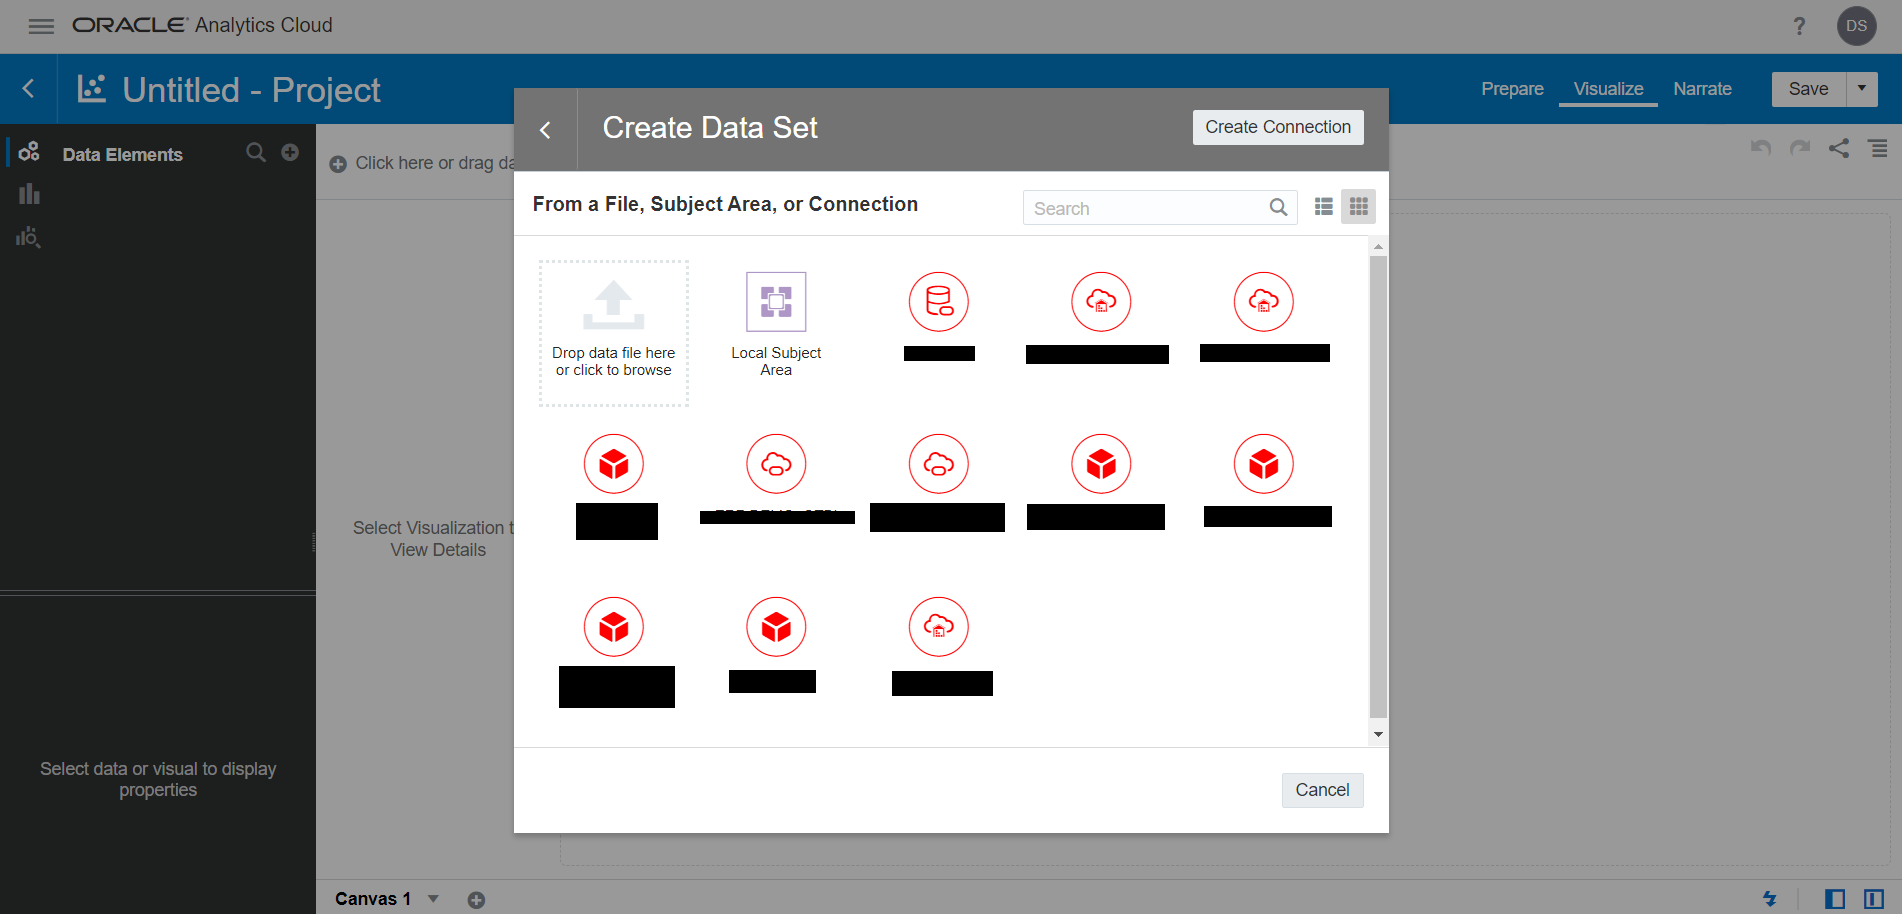 ORACLE Analytics Cloud
?
DS
Untitled - Project
Prepare
Visualize
Narrate
Save
Data Elements
Click here or drag da
Create Data Set
Create Connection
From a File, Subject Area, or Connection
Search
Drop data file here
or click to browse
Local Subject
Area
Select Visualization t
View Details
Select data or visual to display
properties
Cancel
Canvas 1